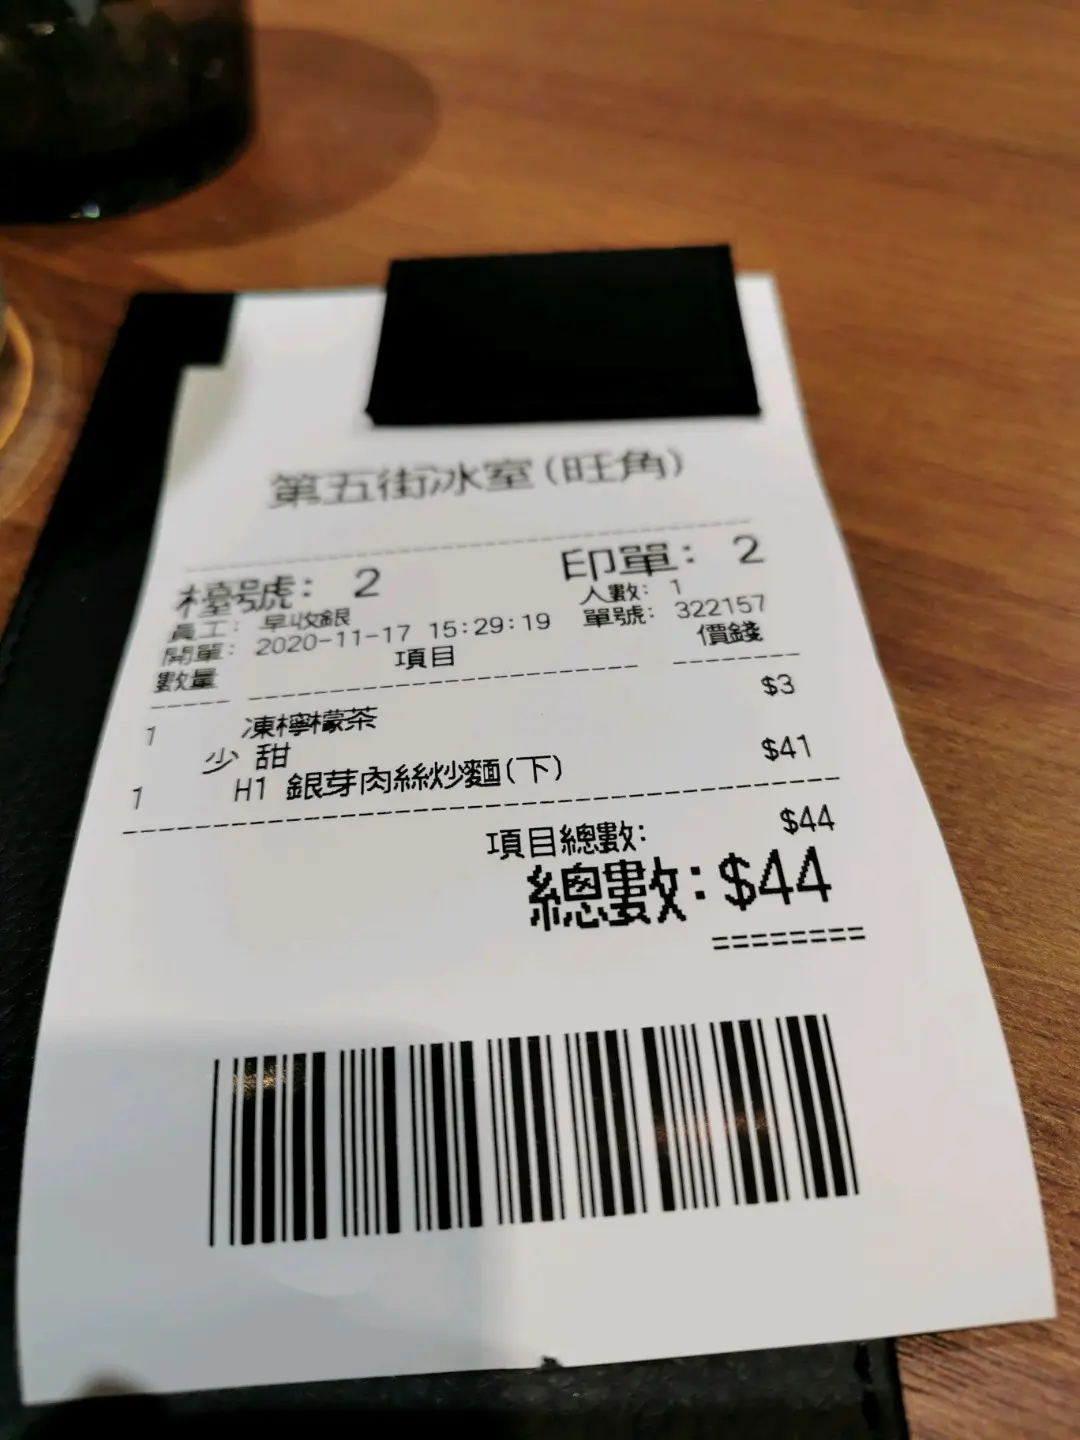 第五街冰室(旺角)
檯號: 2 印單: 2
員工: 早收銀 人數: 1
開單: 2020-11-17 15:29:19 單號: 322157
數量 項目 價錢
1 凍檸檬茶 $3
少 甜
1 H1 銀芽肉絲炒麵(下) $41
項目總數: $44
總數: $44
========